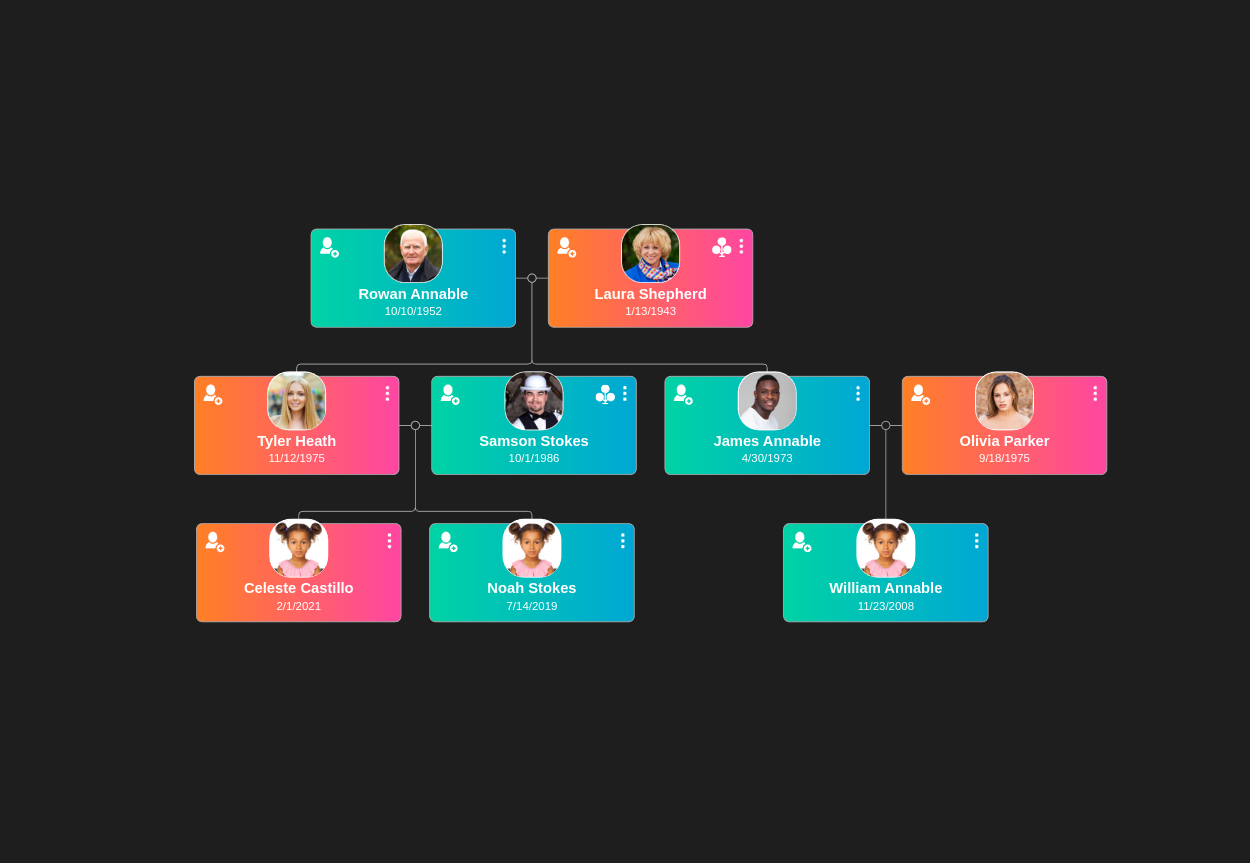 Rowan Annable
10/10/1952
Laura Shepherd
1/13/1943
Tyler Heath
11/12/1975
Samson Stokes
10/1/1986
James Annable
4/30/1973
Olivia Parker
9/18/1975
Celeste Castillo
2/1/2021
Noah Stokes
7/14/2019
William Annable
11/23/2008